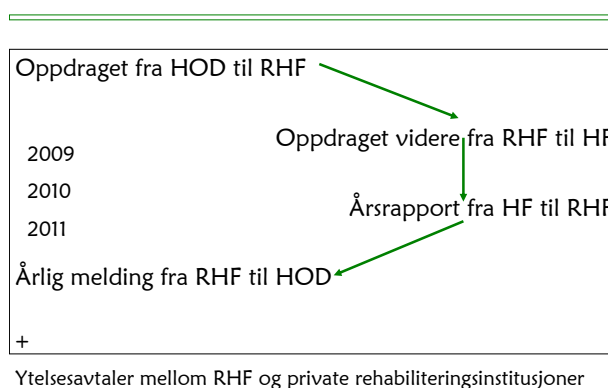 Oppdraget fra HOD til RHF
Oppdraget videre fra RHF til HF
2009
2010
Årsrapport fra HF til RHF
2011
Årlig melding fra RHF til HOD
+
Ytelsesavtaler mellom RHF og private rehabiliteringsinstitusjoner